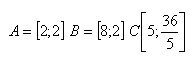 A = [2;2] B = [8;2] C[5; 36/5]